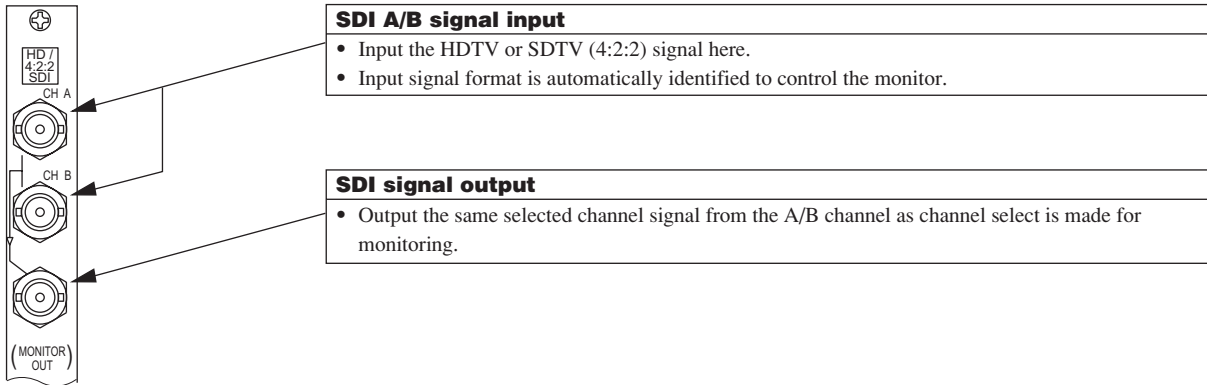 HD /
4:2:2
SDI
CH A
CH B
(MONITOR
OUT)
SDI A/B signal input
• Input the HDTV or SDTV (4:2:2) signal here.
• Input signal format is automatically identified to control the monitor.
SDI signal output
• Output the same selected channel signal from the A/B channel as channel select is made for
monitoring.